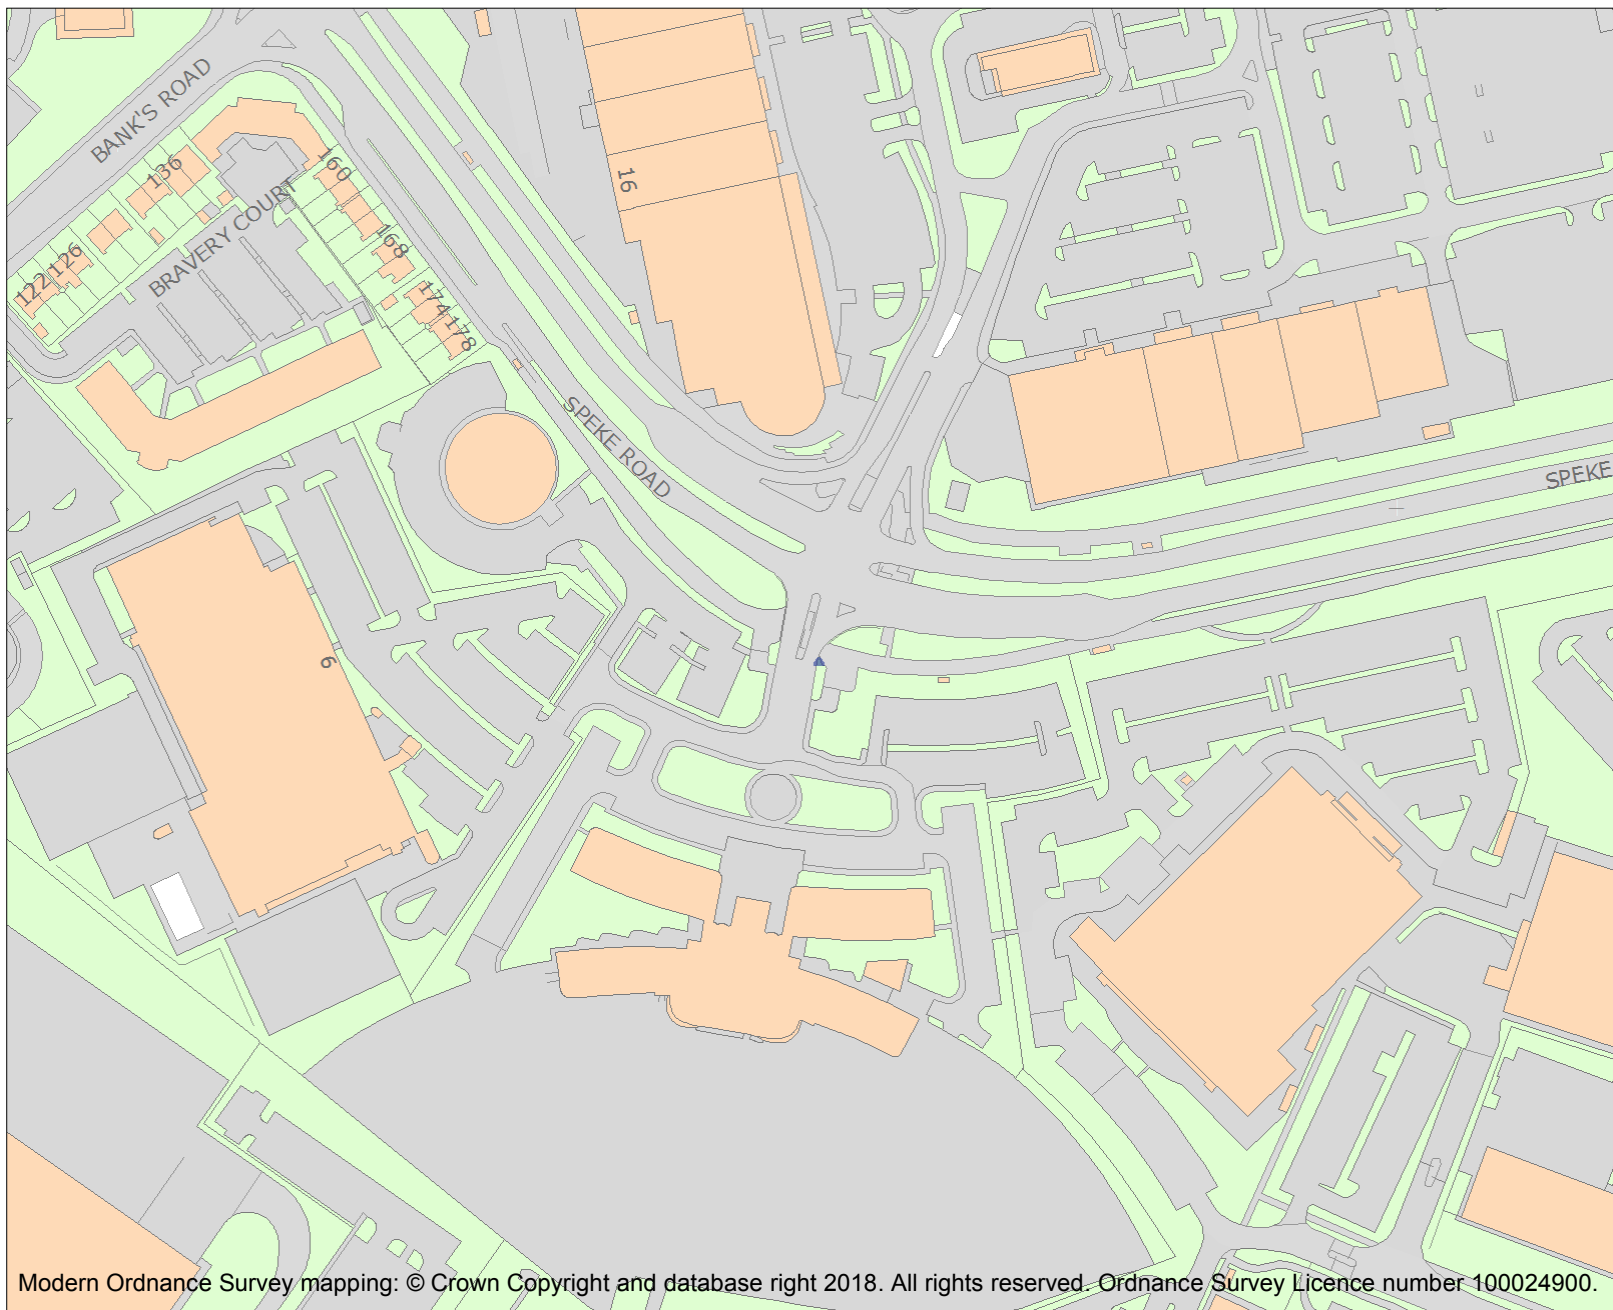 BANK'S ROAD
136
160
16
BRAVERY COURT
168
126
122
174
178
SPEKE ROAD
SPEKE
6
Modern Ordnance Survey mapping: © Crown Copyright and database right 2018. All rights reserved. Ordnance Survey Licence number 100024900.